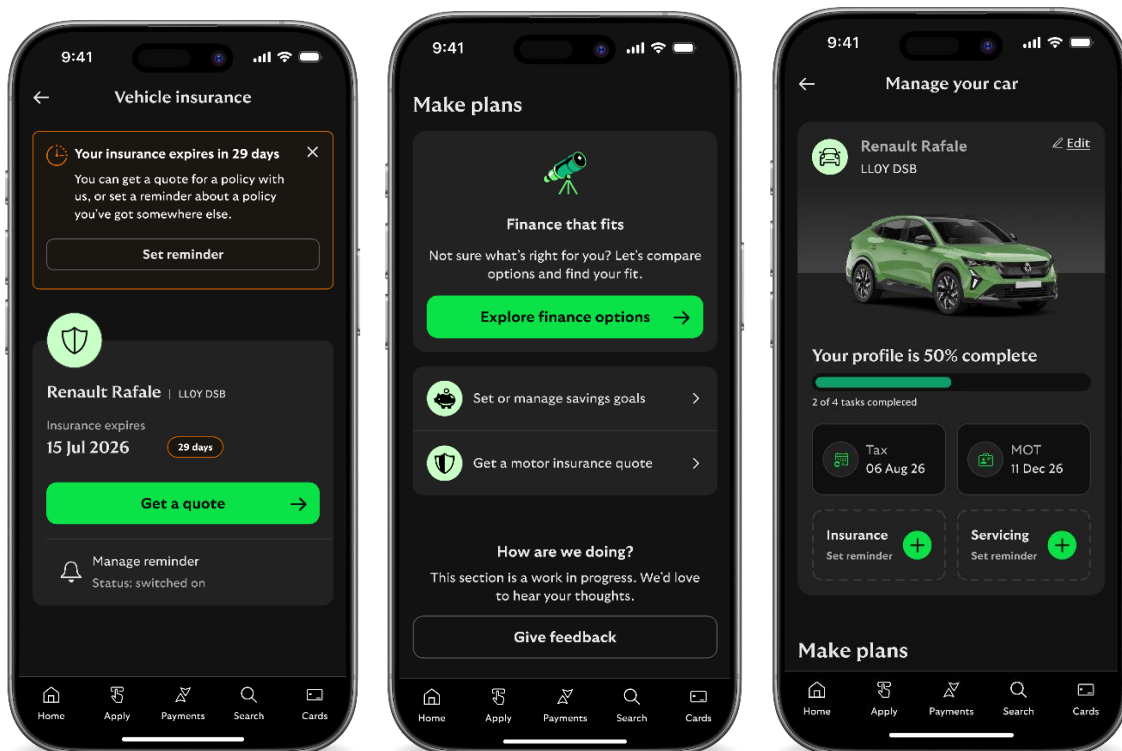 9:41
Vehicle insurance
Your insurance expires in 29 days
You can get a quote for a policy with
us, or set a reminder about a policy
you've got somewhere else.
Set reminder
Renault Rafale | LL0Y DSB
Insurance expires
15 Jul 2026
29 days
Get a quote
Manage reminder
Status: switched on
Home
Apply
Payments
Search
Cards
9:41
Make plans
Finance that fits
Not sure what's right for you? Let's compare
options and find your fit.
Explore finance options
Set or manage savings goals
Get a motor insurance quote
How are we doing?
This section is a work in progress. We'd love
to hear your thoughts.
Give feedback
Home
Apply
Payments
Search
Cards
9:41
Manage your car
Renault Rafale
Edit
LL0Y DSB
Your profile is 50% complete
2 of 4 tasks completed
Tax
06 Aug 26
MOT
11 Dec 26
Insurance
Set reminder
Servicing
Set reminder
Make plans
Home
Apply
Payments
Search
Cards